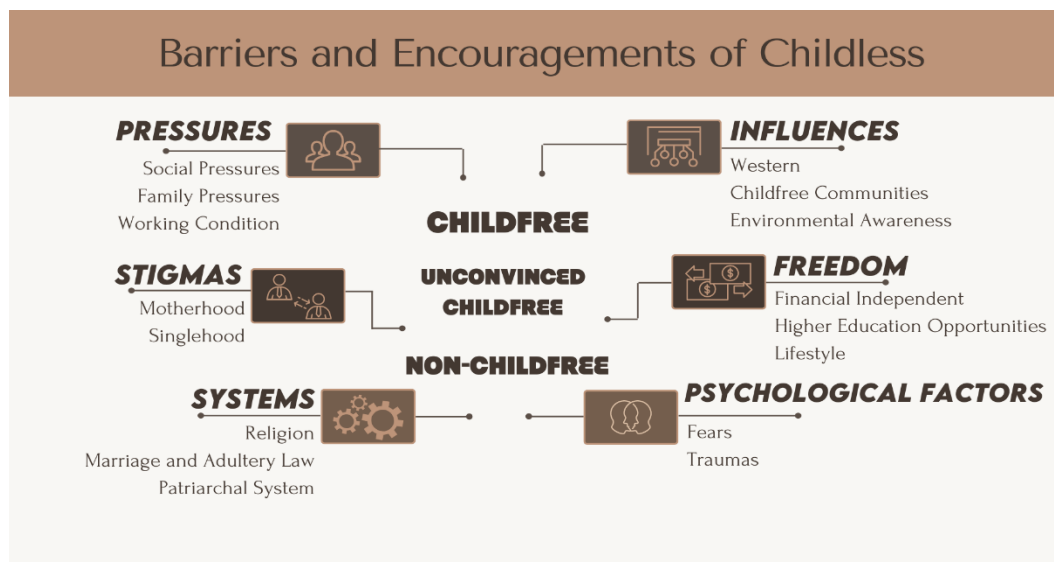 Barriers and Encouragements of Childless
PRESSURES
Social Pressures
Family Pressures
Working Condition
INFLUENCES
Western
Childfree Communities
Environmental Awareness
CHILDFREE
UNCONVINCED
CHILDFREE
NON-CHILDFREE
STIGMAS
Motherhood
Singlehood
FREEDOM
Financial Independent
Higher Education Opportunities
Lifestyle
SYSTEMS
Religion
Marriage and Adultery Law
Patriarchal System
PSYCHOLOGICAL FACTORS
Fears
Traumas